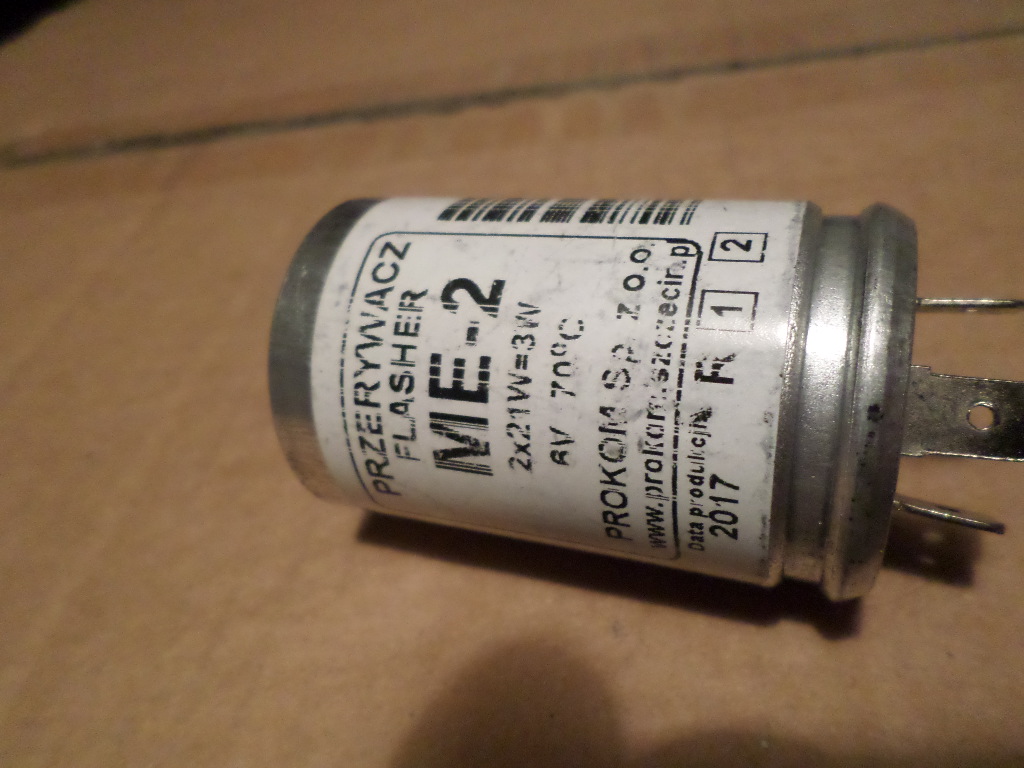 PRZERYWACZ
FLASHER
ME-2
2x21W=3W
6V 70°C
PROKOM SP. Z O.O.
www.prokom.szczecin.pl
Data produkcji
2017
1 2